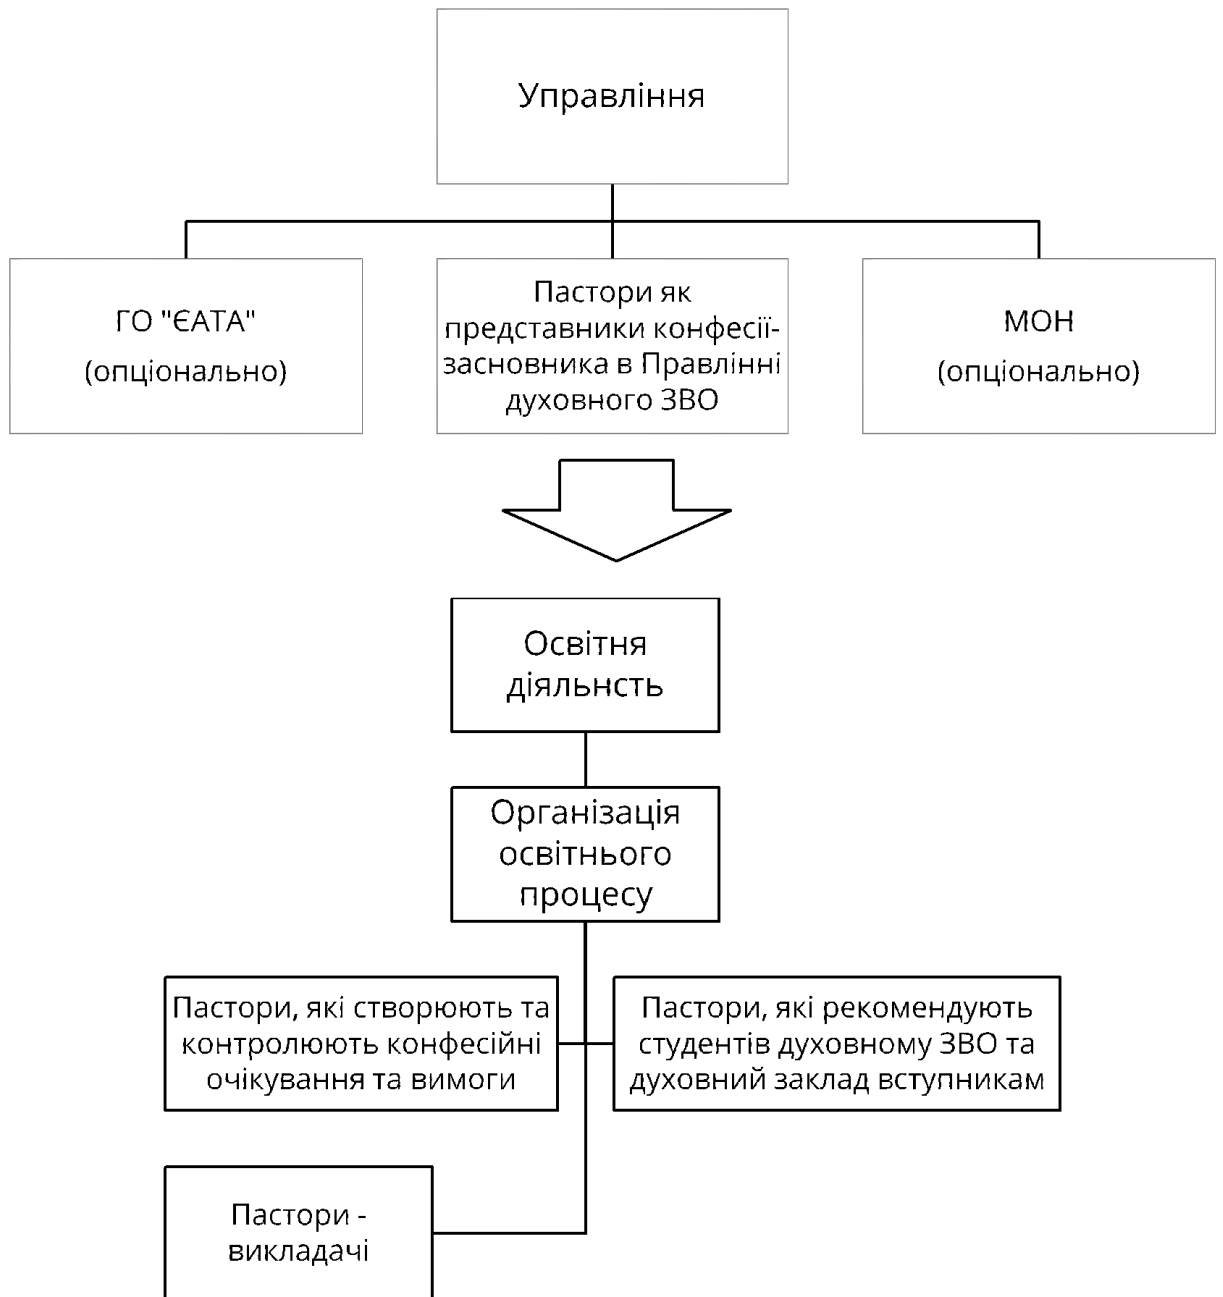 Управління
ГО "ЄАТА"
(опціонально)
Пастори як
представники конфесії-
засновника в Правлінні
духовного ЗВО
МОН
(опціонально)
Освітня
діяльнсть
Організація
освітнього
процесу
Пастори, які створюють та
контролюють конфесійні
очікування та вимоги
Пастори, які рекомендують
студентів духовному ЗВО та
духовний заклад вступникам
Пастори -
викладачі